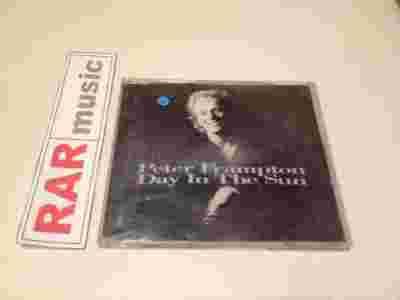 RAR music
Peter Frampton
Day In The Sun